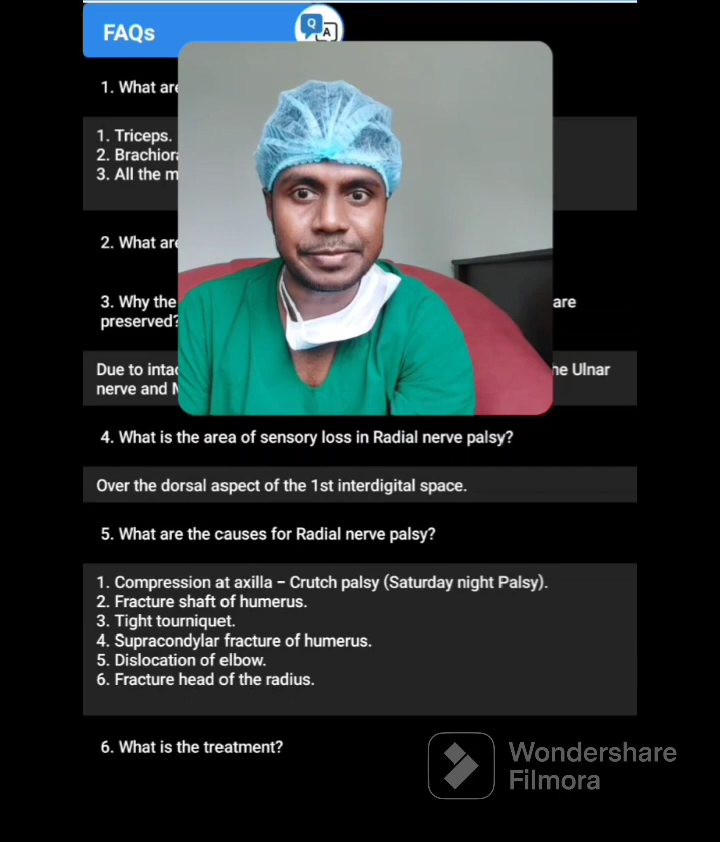 FAQs
Q
A
1. What are
1. Triceps.
2. Brachior
3. All the m
2. What are
3. Why the are
preserved?
Due to intac he Ulnar
nerve and M
4. What is the area of sensory loss in Radial nerve palsy?
Over the dorsal aspect of the 1st interdigital space.
5. What are the causes for Radial nerve palsy?
1. Compression at axilla – Crutch palsy (Saturday night Palsy).
2. Fracture shaft of humerus.
3. Tight tourniquet.
4. Supracondylar fracture of humerus.
5. Dislocation of elbow.
6. Fracture head of the radius.
6. What is the treatment?
Wondershare
Filmora